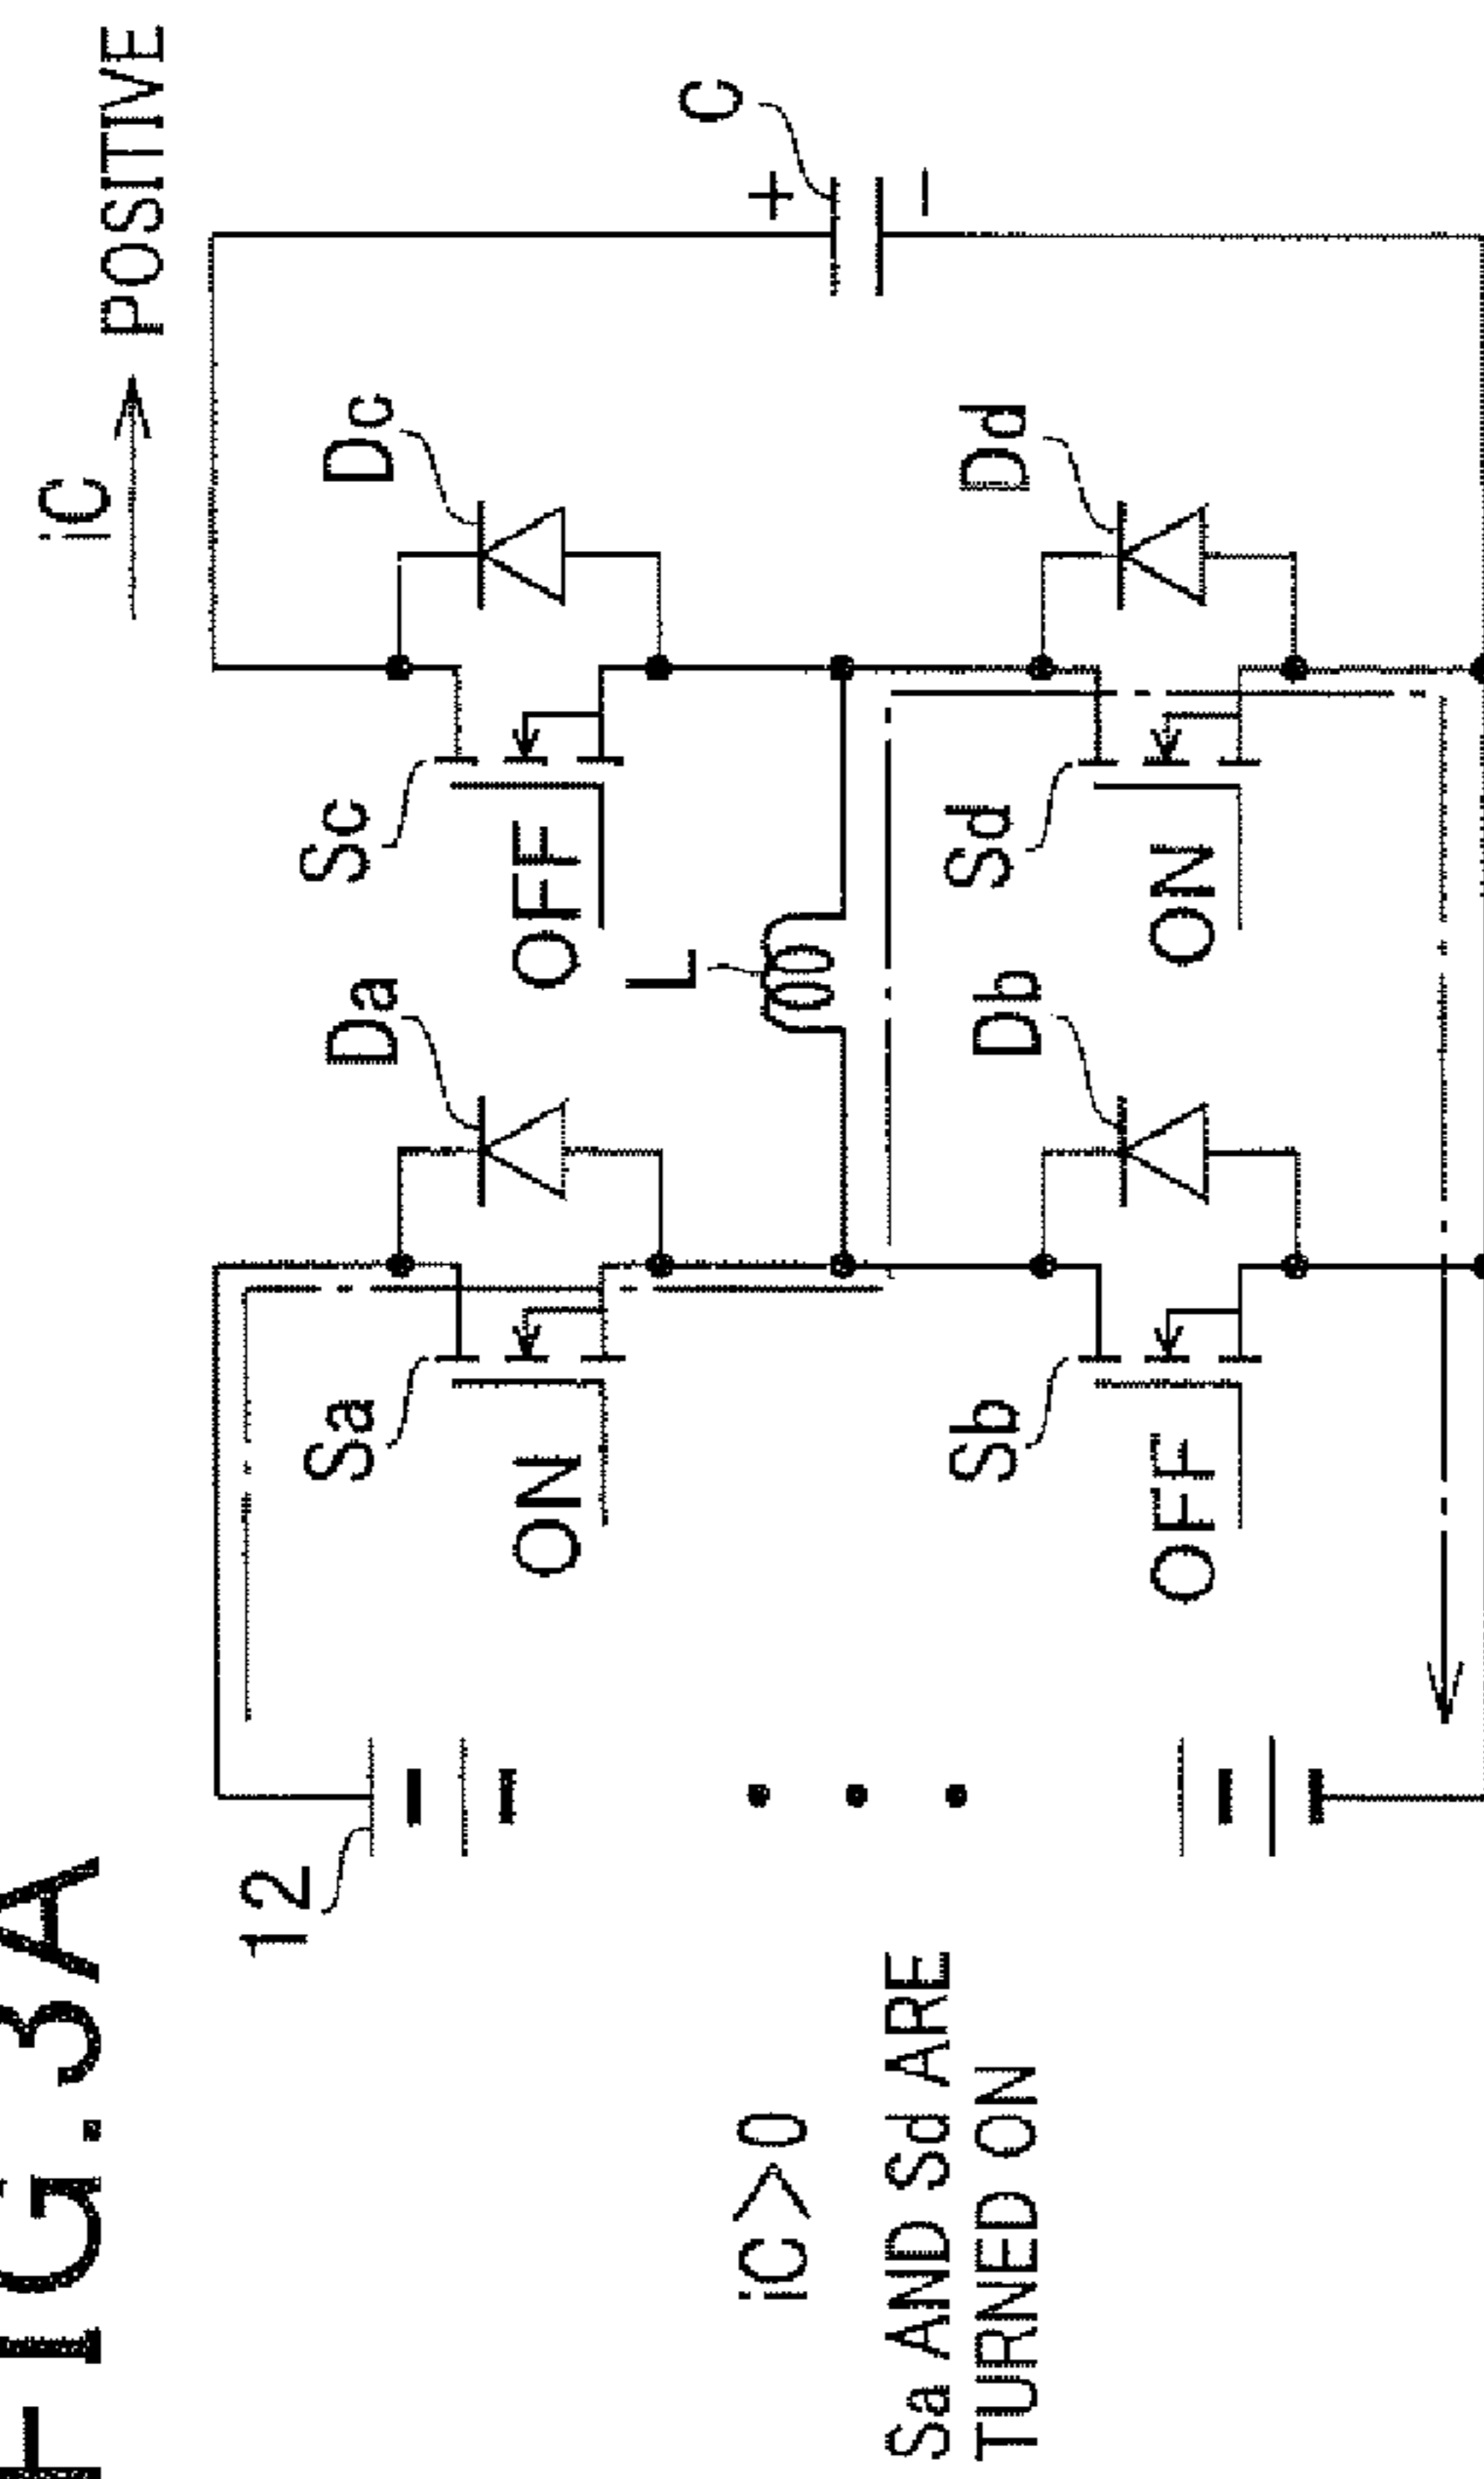 FIG.3A
iC
POSITIVE
12
Sa
Da
Sc
Dc
ON
OFF
L
C
+
−
iC>0
Sa AND Sd ARE
TURNED ON
Sb
Db
Sd
Dd
OFF
ON